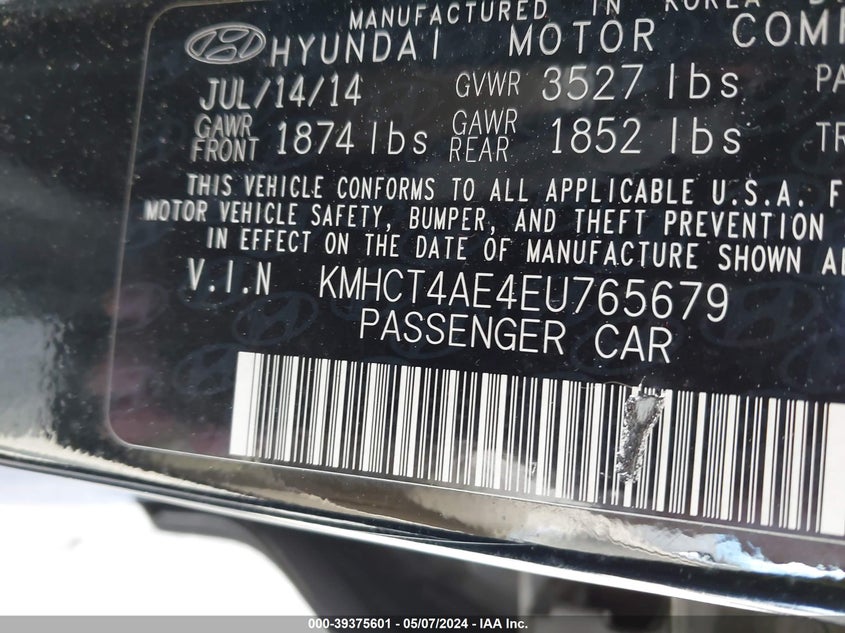 MANUFACTURED IN KOREA
HYUNDAI MOTOR
JUL/14/14 GVWR 3527 lbs
GAWR FRONT 1874 lbs GAWR REAR 1852 lbs
THIS VEHICLE CONFORMS TO ALL APPLICABLE U.S.A. F
MOTOR VEHICLE SAFETY, BUMPER, AND THEFT PREVENTION
IN EFFECT ON THE DATE OF MANUFACTURE SHOWN
V.I.N KMHCT4AE4EU765679
PASSENGER CAR
000-39375601 - 05/07/2024 - IAA Inc.